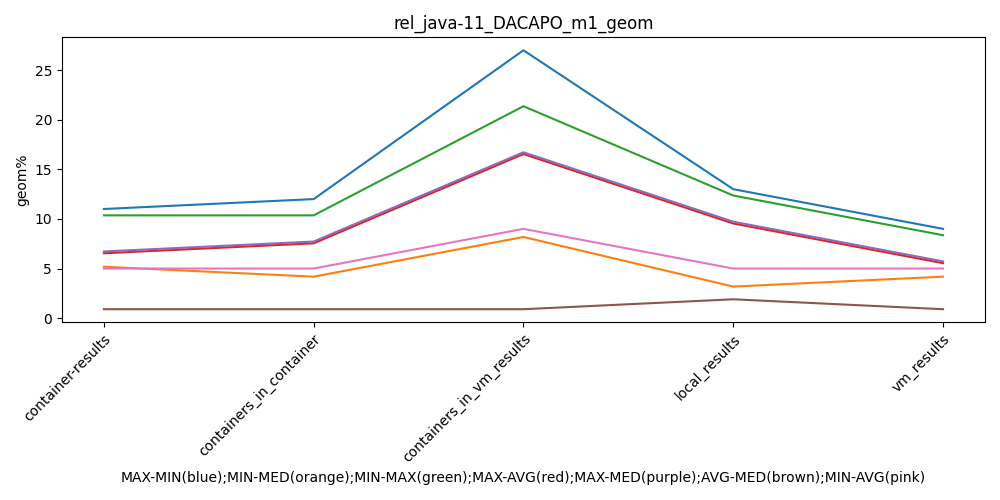 rel_java-11_DACAPO_m1_geom
geom%
25
20
15
10
5
0
container-results
containers_in_container
containers_in_vm_results
local_results
vm_results
MAX-MIN(blue);MIN-MED(orange);MIN-MAX(green);MAX-AVG(red);MAX-MED(purple);AVG-MED(brown);MIN-AVG(pink)